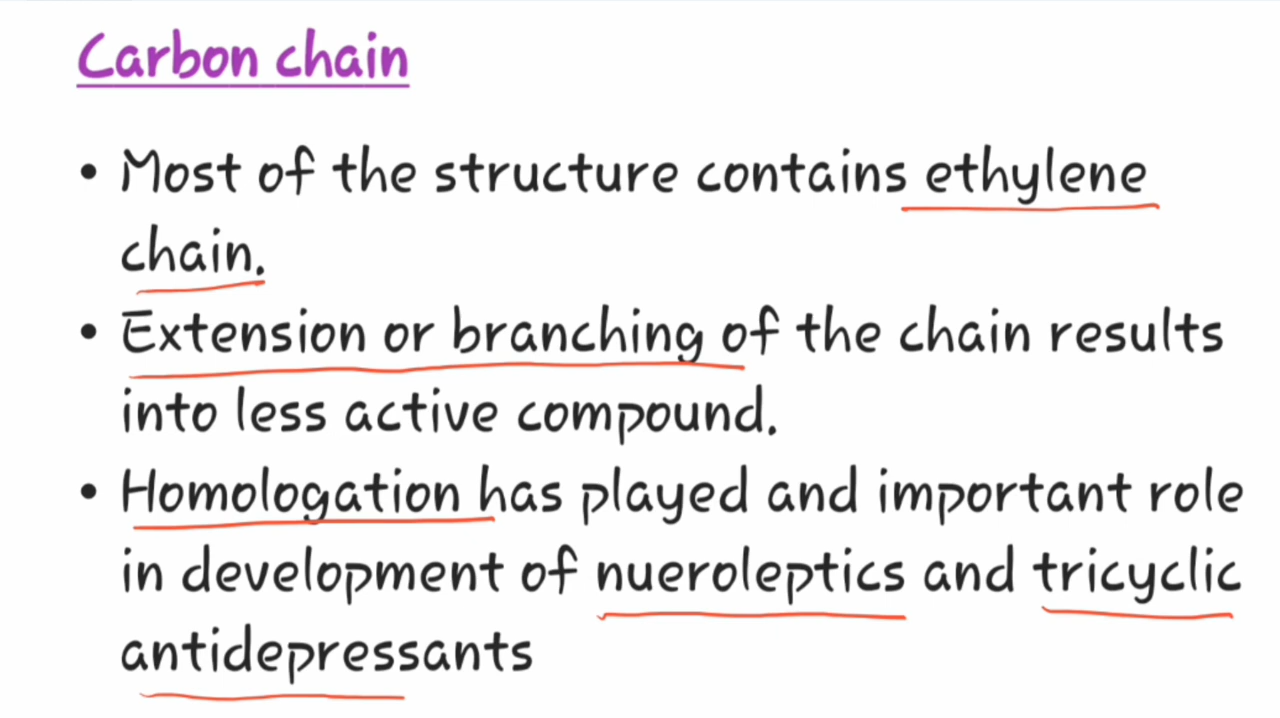 Carbon chain
• Most of the structure contains ethylene
chain.
• Extension or branching of the chain results
into less active compound.
• Homologation has played and important role
in development of nueroleptics and tricyclic
antidepressants